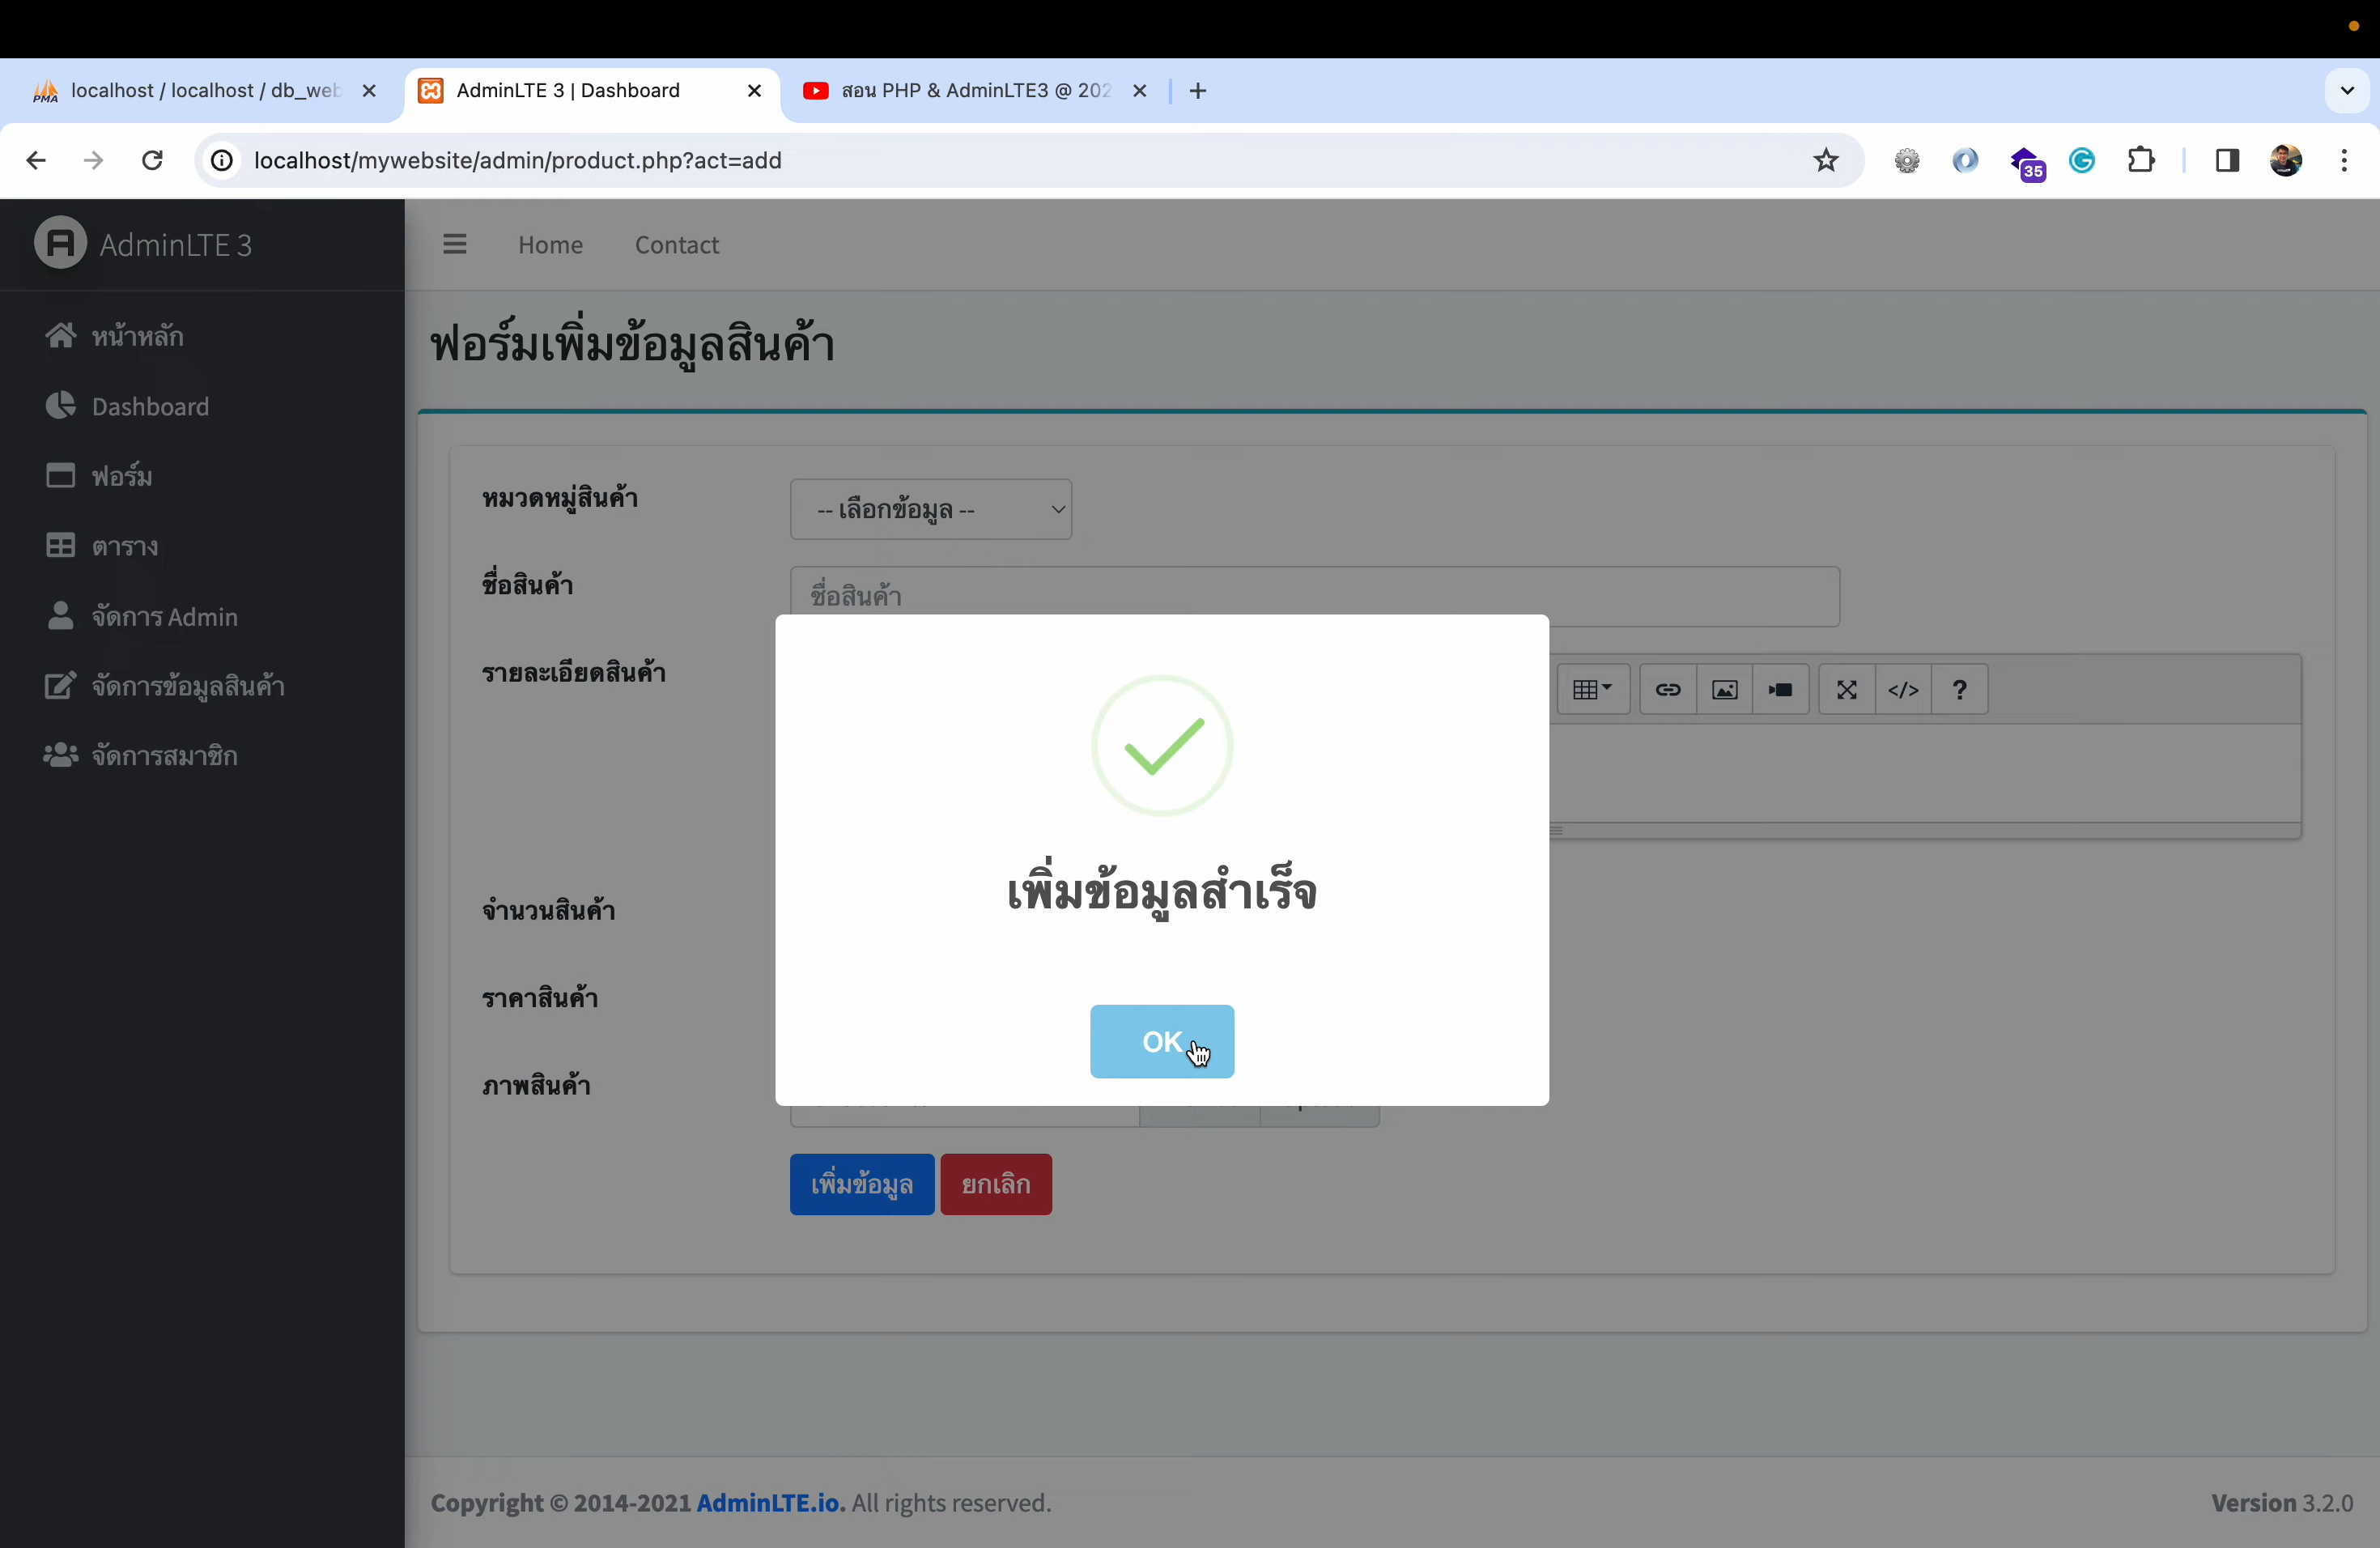 PMA localhost / localhost / db_web
AdminLTE 3 | Dashboard
สอน PHP & AdminLTE3 @ 202
localhost/mywebsite/admin/product.php?act=add
35
AdminLTE 3
Home
Contact
หน้าหลัก
Dashboard
ฟอร์ม
ตาราง
จัดการ Admin
จัดการข้อมูลสินค้า
จัดการสมาชิก
ฟอร์มเพิ่มข้อมูลสินค้า
หมวดหมู่สินค้า
-- เลือกข้อมูล --
ชื่อสินค้า
ชื่อสินค้า
รายละเอียดสินค้า
</>
?
เพิ่มข้อมูลสำเร็จ
OK
จำนวนสินค้า
ราคาสินค้า
ภาพสินค้า
เพิ่มข้อมูล
ยกเลิก
Copyright © 2014-2021 AdminLTE.io. All rights reserved.
Version 3.2.0